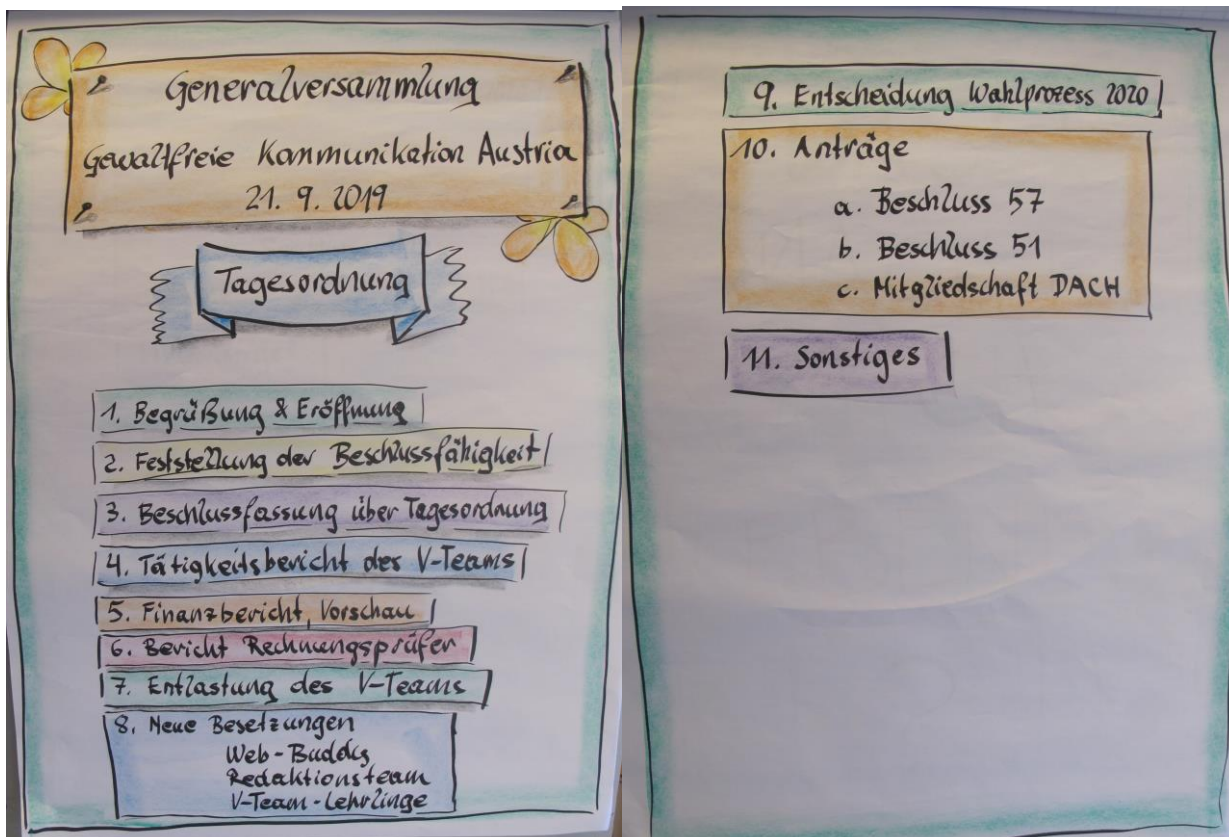 Generalversammlung
Gewaltfreie Kommunikation Austria
21. 9. 2019
Tagesordnung
1. Begrüßung & Eröffnung
2. Feststellung der Beschlussfähigkeit
3. Beschlussfassung über Tagesordnung
4. Tätigkeitsbericht des V-Teams
5. Finanzbericht, Vorschau
6. Bericht Rechnungsprüfer
7. Entlastung des V-Teams
8. Neue Besetzungen
Web-Buddys
Redaktionsteam
V-Team-Lehrlinge
9. Entscheidung Wahlprozess 2020
10. Anträge
a. Beschluss 57
b. Beschluss 51
c. Mitgliedschaft DACH
11. Sonstiges